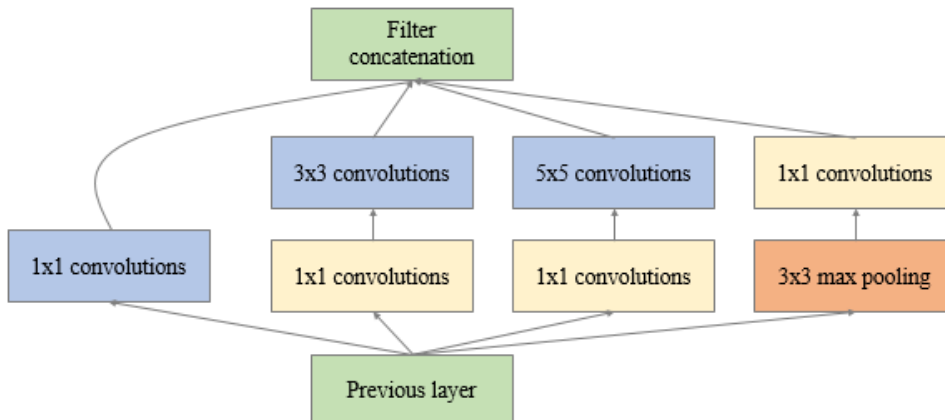 Filter
concatenation
3x3 convolutions
5x5 convolutions
1x1 convolutions
1x1 convolutions
1x1 convolutions
1x1 convolutions
3x3 max pooling
Previous layer